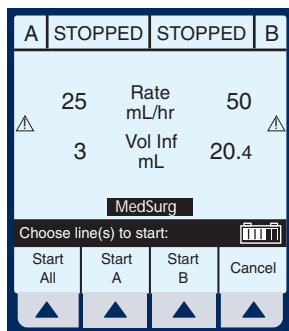 A STOPPED STOPPED B
25 Rate mL/hr 50
3 Vol Inf mL 20.4
MedSurg
Choose line(s) to start:
Start All Start A Start B Cancel